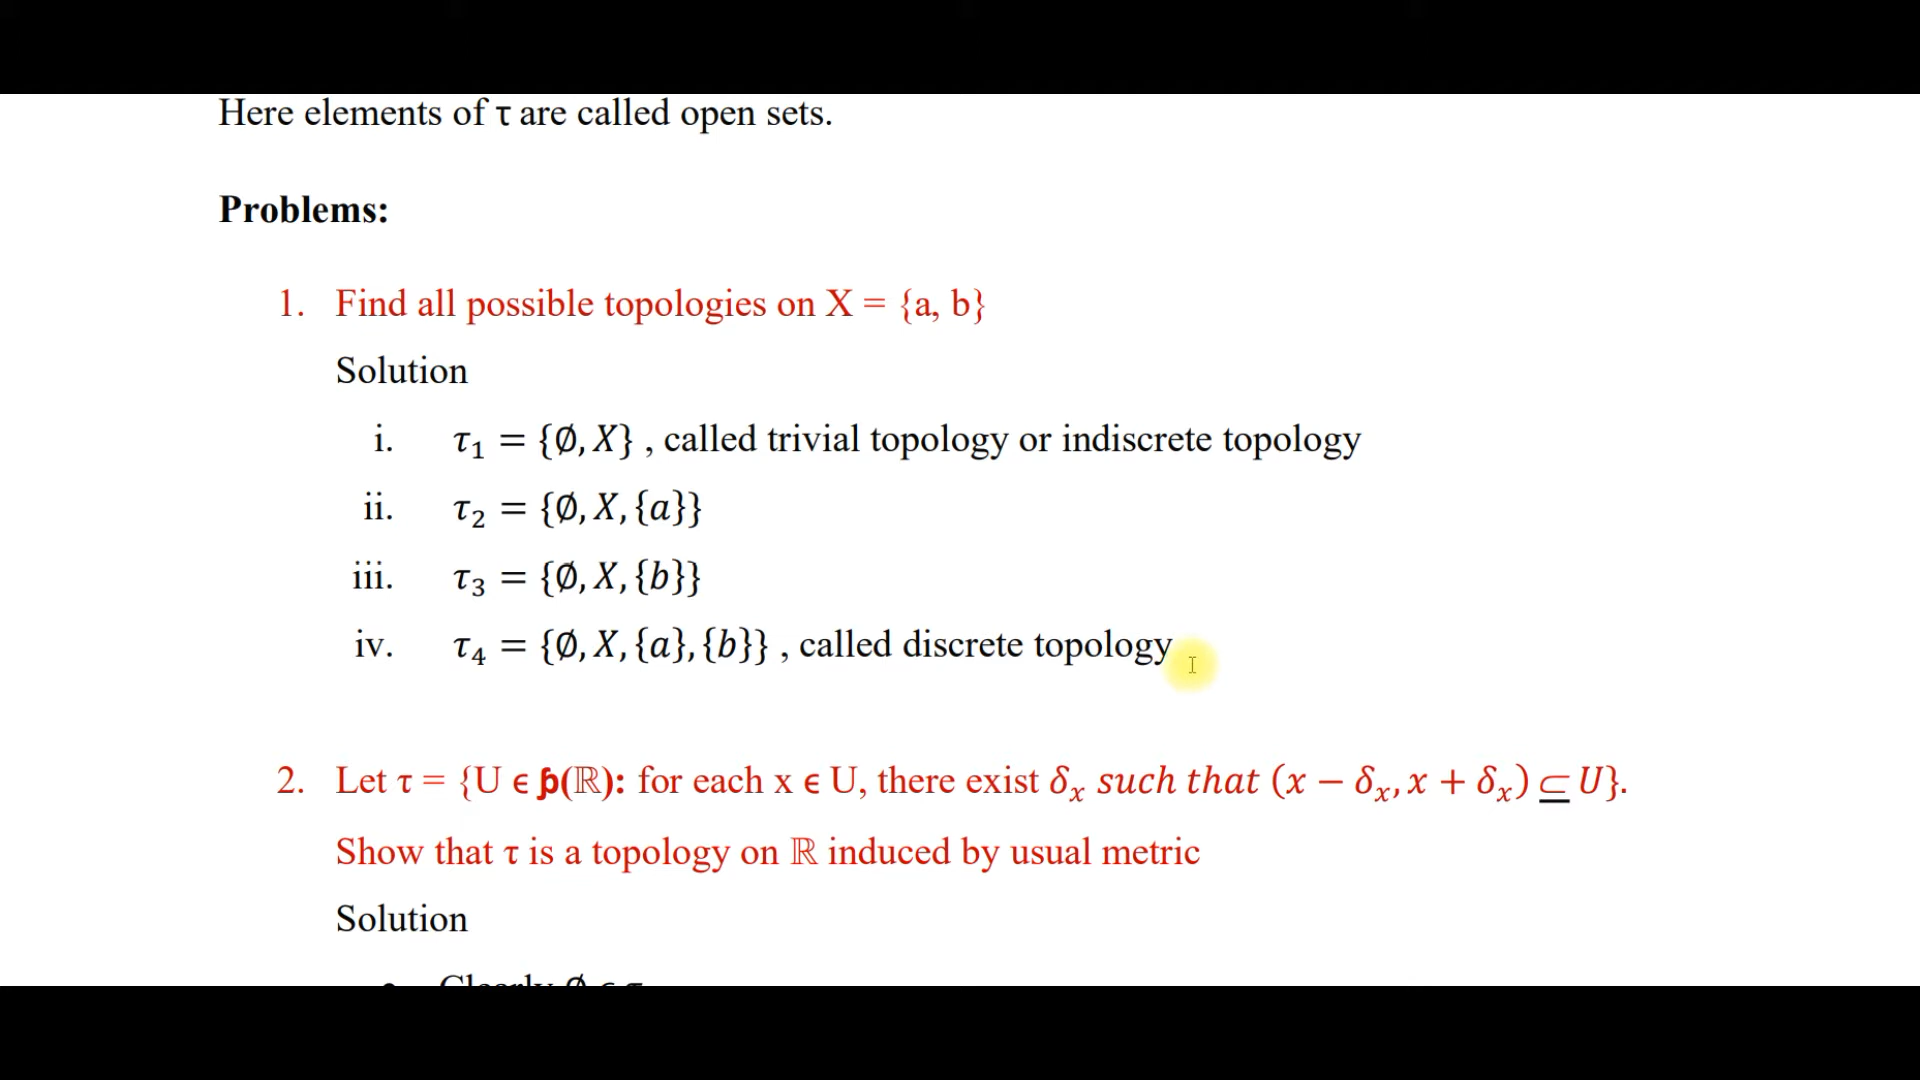 Here elements of τ are called open sets.
Problems:
1. Find all possible topologies on X = {a, b}
Solution
i. τ₁ = {∅, X} , called trivial topology or indiscrete topology
ii. τ₂ = {∅, X, {a}}
iii. τ₃ = {∅, X, {b}}
iv. τ₄ = {∅, X, {a}, {b}} , called discrete topology
2. Let τ = {U ϵ þ(ℝ): for each x ϵ U, there exist δₓ such that (x − δₓ, x + δₓ) ⊆ U}.
Show that τ is a topology on ℝ induced by usual metric
Solution
• Clearly ∅ ϵ τ